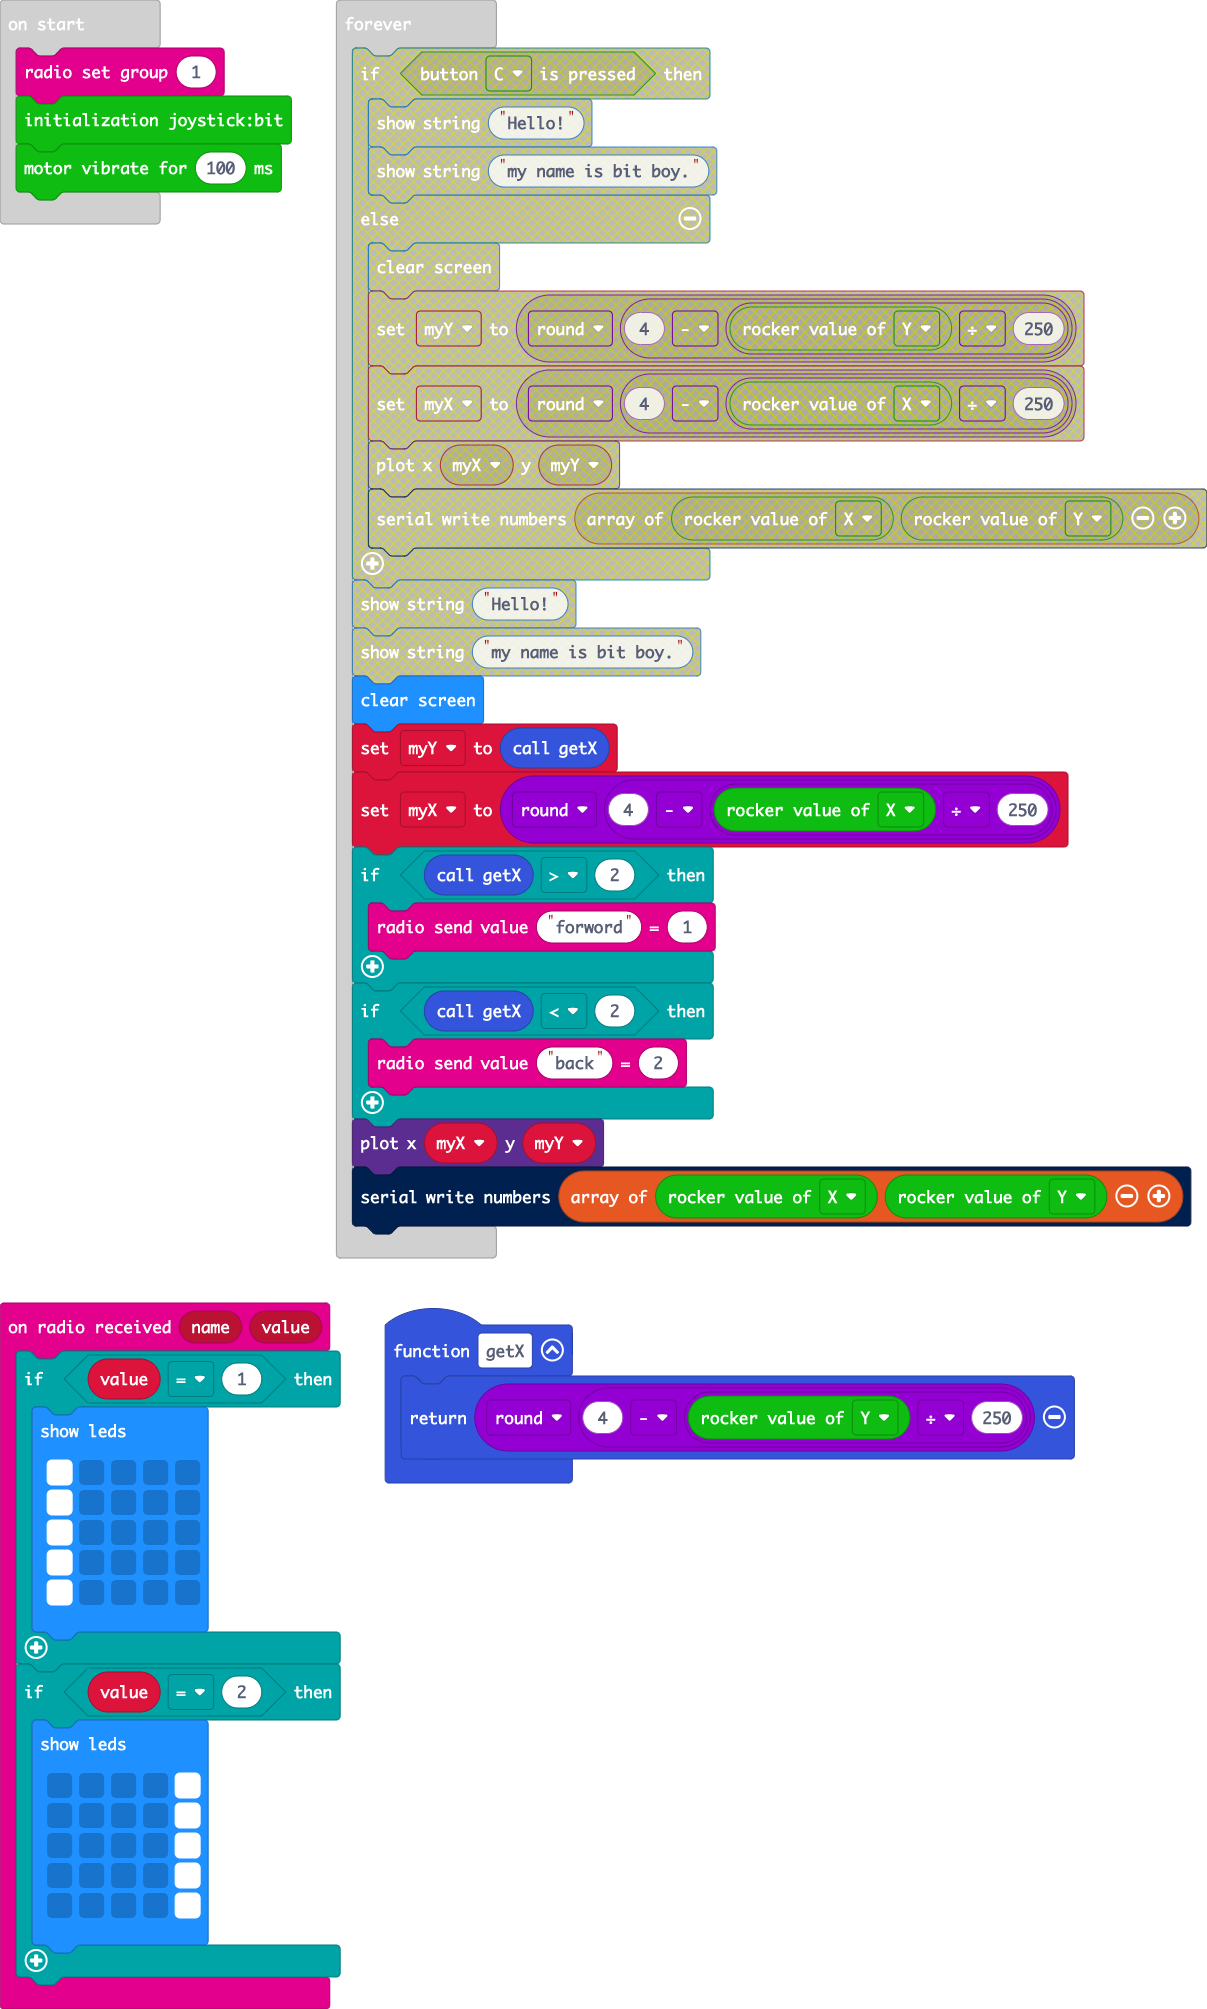 on start
radio set group 1
initialization joystick:bit
motor vibrate for 100 ms
forever
if button C is pressed then
show string "Hello!"
show string "my name is bit boy."
else
clear screen
set myY to round 4 - rocker value of Y ÷ 250
set myX to round 4 - rocker value of X ÷ 250
plot x myX y myY
serial write numbers array of rocker value of X rocker value of Y
show string "Hello!"
show string "my name is bit boy."
clear screen
set myY to call getX
set myX to round 4 - rocker value of X ÷ 250
if call getX > 2 then
radio send value "forword" = 1
if call getX < 2 then
radio send value "back" = 2
plot x myX y myY
serial write numbers array of rocker value of X rocker value of Y
on radio received name value
if value = 1 then
show leds
if value = 2 then
show leds
function getX
return round 4 - rocker value of Y ÷ 250